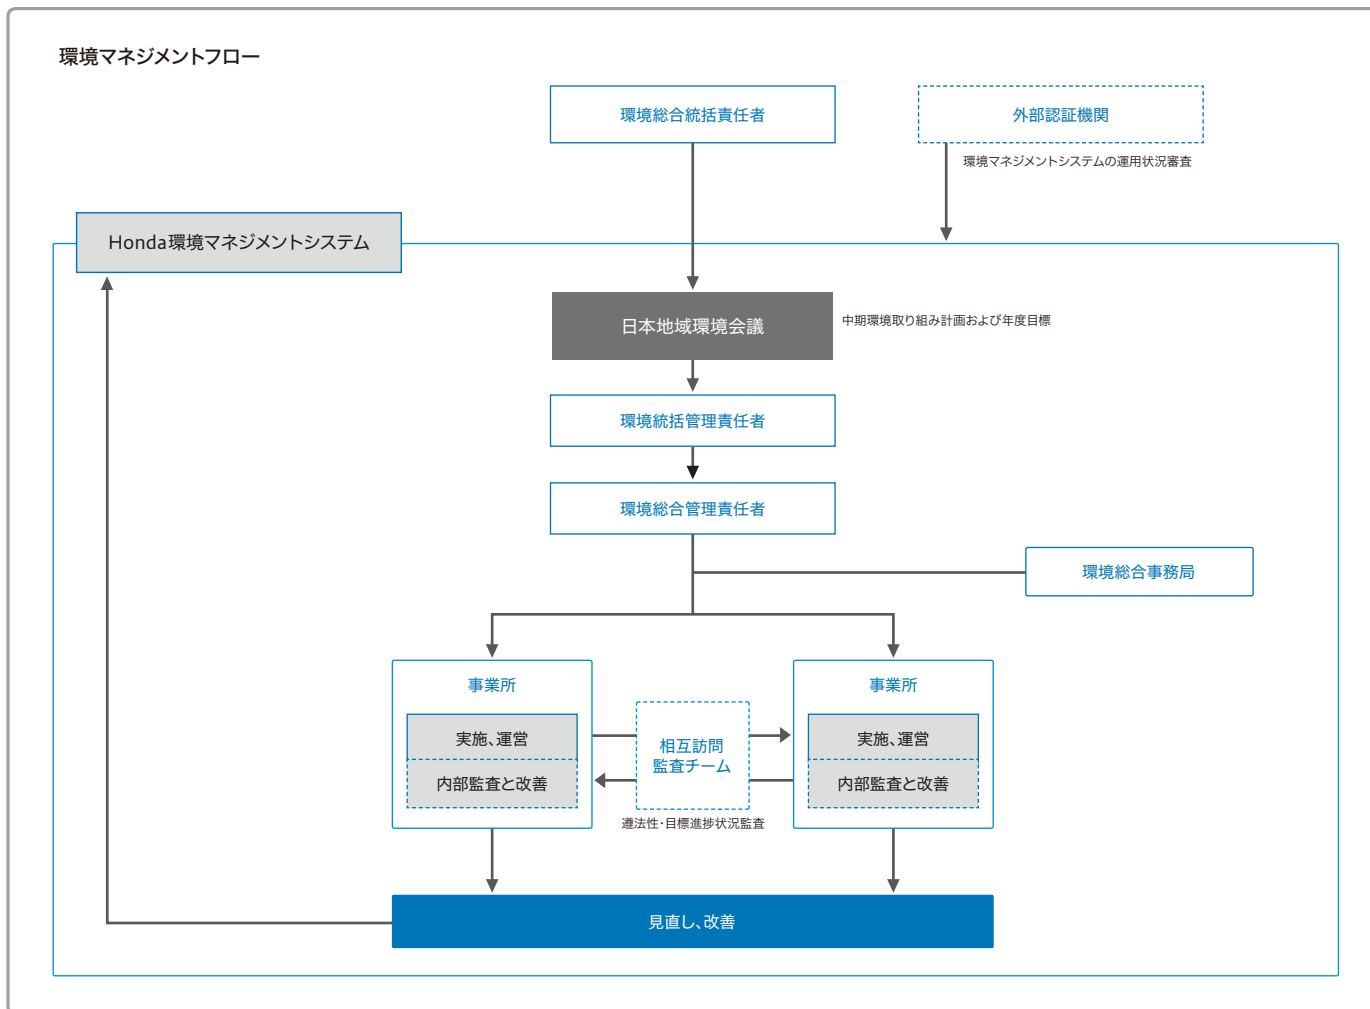 環境マネジメントフロー
環境総合統括責任者
外部認証機関
環境マネジメントシステムの運用状況審査
Honda環境マネジメントシステム
日本地域環境会議
中期環境取り組み計画および年度目標
環境統括管理責任者
環境総合管理責任者
環境総合事務局
事業所
事業所
実施、運営
内部監査と改善
相互訪問
監査チーム
実施、運営
内部監査と改善
遵法性・目標進捗状況監査
見直し、改善